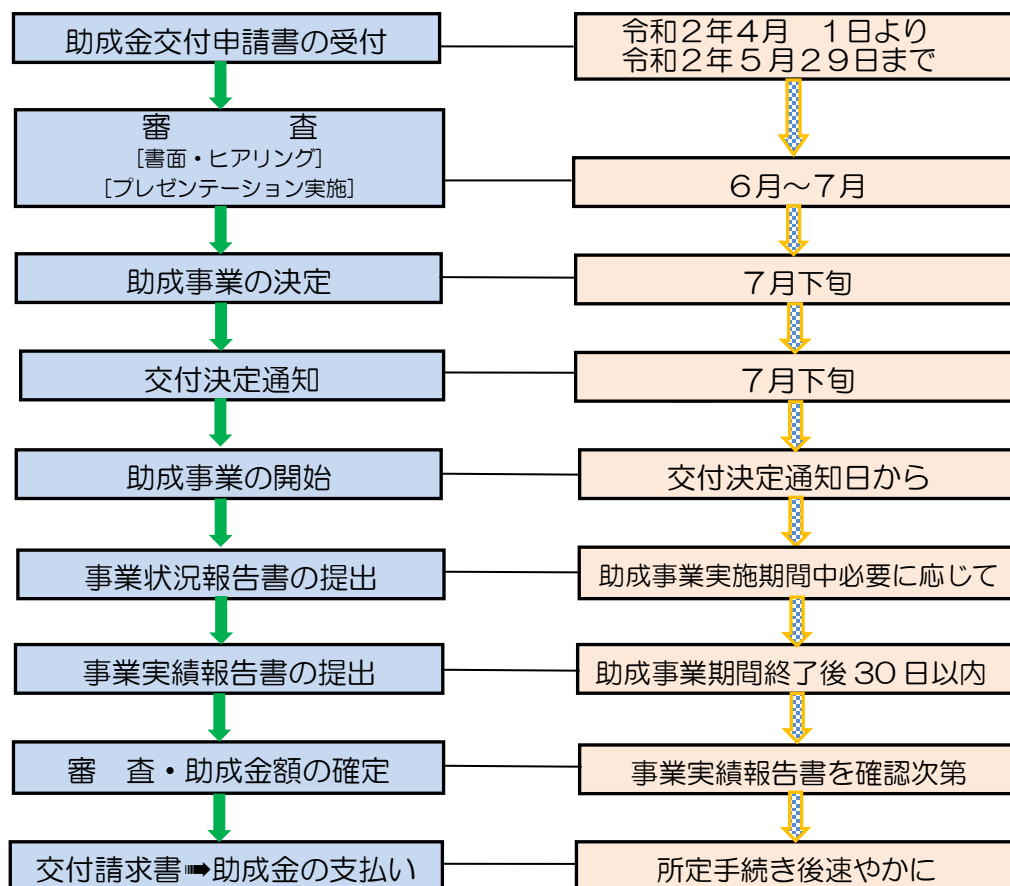 助成金交付申請書の受付
令和２年４月　１日より
令和２年５月２９日まで
審　　　　　査
［書面・ヒアリング］
［プレゼンテーション実施］
６月～７月
助成事業の決定
７月下旬
交付決定通知
７月下旬
助成事業の開始
交付決定通知日から
事業状況報告書の提出
助成事業実施期間中必要に応じて
事業実績報告書の提出
助成事業期間終了後 30 日以内
審　査・助成金額の確定
事業実績報告書を確認次第
交付請求書➠助成金の支払い
所定手続き後速やかに